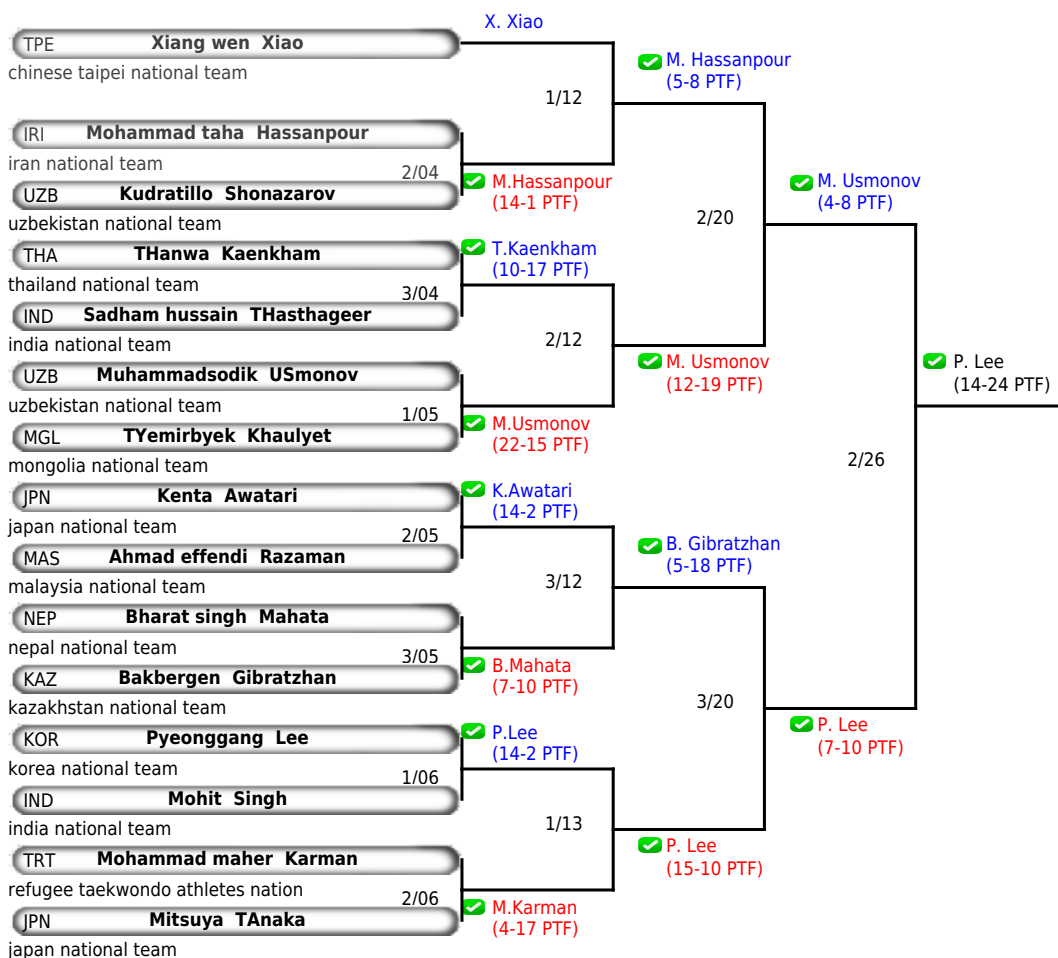 X. Xiao
TPE Xiang wen Xiao
chinese taipei national team
M. Hassanpour
(5-8 PTF)
1/12
IRI Mohammad taha Hassanpour
iran national team
2/04
M.Hassanpour
(14-1 PTF)
UZB Kudratillo Shonazarov
uzbekistan national team
M. Usmonov
(4-8 PTF)
2/20
THA THanwa Kaenkham
T.Kaenkham
(10-17 PTF)
thailand national team
3/04
IND Sadham hussain THasthageer
india national team
2/12
M. Usmonov
(12-19 PTF)
P. Lee
(14-24 PTF)
UZB Muhammadsodik USmonov
uzbekistan national team
1/05
M.Usmonov
(22-15 PTF)
MGL TYemirbyek Khaulyet
mongolia national team
2/26
JPN Kenta Awatari
K.Awatari
(14-2 PTF)
japan national team
2/05
MAS Ahmad effendi Razaman
malaysia national team
B. Gibratzhan
(5-18 PTF)
3/12
NEP Bharat singh Mahata
nepal national team
3/05
B.Mahata
(7-10 PTF)
KAZ Bakbergen Gibratzhan
kazakhstan national team
3/20
P. Lee
(7-10 PTF)
KOR Pyeonggang Lee
P.Lee
(14-2 PTF)
korea national team
1/06
IND Mohit Singh
india national team
1/13
P. Lee
(15-10 PTF)
TRT Mohammad maher Karman
refugee taekwondo athletes nation
2/06
M.Karman
(4-17 PTF)
JPN Mitsuya TAnaka
japan national team